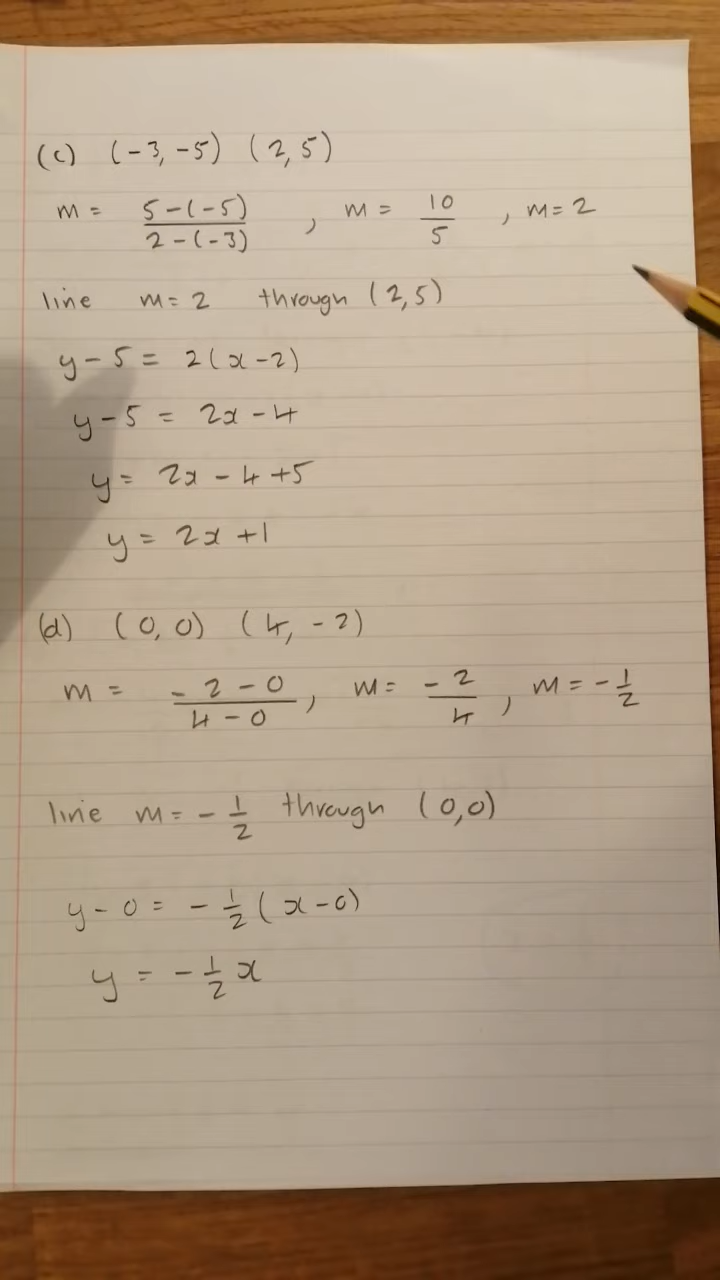 (c) (-3, -5) (2, 5)
m = 5-(-5)/2-(-3) , m = 10/5 , m = 2
line m = 2 through (2, 5)
y - 5 = 2(x - 2)
y - 5 = 2x - 4
y = 2x - 4 + 5
y = 2x + 1
(d) (0, 0) (4, -2)
m = -2-0/4-0 , m = -2/4 , m = -1/2
line m = -1/2 through (0,0)
y - 0 = -1/2 (x - 0)
y = -1/2 x